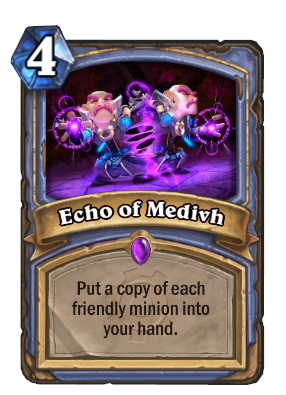 4
Echo of Medivh
Put a copy of each
friendly minion into
your hand.